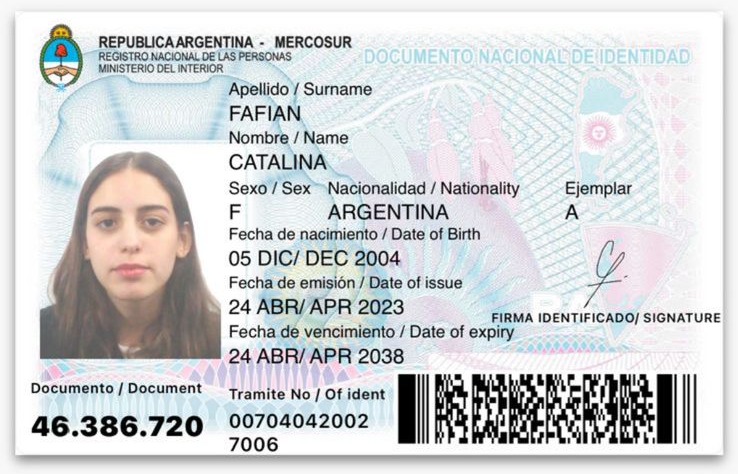 REPUBLICA ARGENTINA - MERCOSUR
REGISTRO NACIONAL DE LAS PERSONAS
MINISTERIO DEL INTERIOR
DOCUMENTO NACIONAL DE IDENTIDAD
Apellido / Surname
FAFIAN
Nombre / Name
CATALINA
Sexo / Sex Nacionalidad / Nationality Ejemplar
F ARGENTINA A
Fecha de nacimiento / Date of Birth
05 DIC/ DEC 2004
Fecha de emisión / Date of issue
24 ABR/ APR 2023
FIRMA IDENTIFICADO/ SIGNATURE
Fecha de vencimiento / Date of expiry
24 ABR/ APR 2038
Documento / Document
46.386.720
Tramite No / Of ident
00704042002
7006